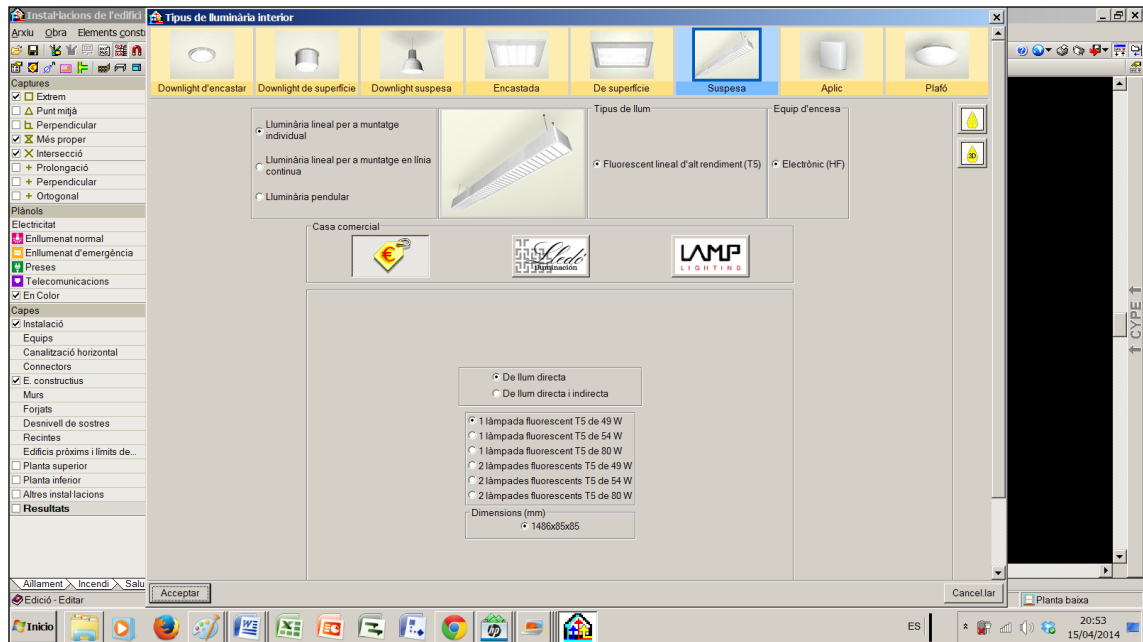 Instal·lacions de l'edifici
Tipus de lluminària interior
Arxiu Obra Elements const
Downlight d'encastar
Downlight de superfície
Downlight suspesa
Encastada
De superfície
Suspesa
Aplic
Plafó
Captures
Extrem
Punt mitjà
Perpendicular
Més proper
Intersecció
Prolongació
Perpendicular
Ortogonal
Plànols
Electricitat
Enllumenat normal
Enllumenat d'emergència
Preses
Telecomunicacions
En Color
Capes
Instalació
Equips
Canalització horizontal
Connectors
E. constructius
Murs
Forjats
Desnivell de sostres
Recintes
Edificis pròxims i límits de...
Planta superior
Planta inferior
Altres instal·lacions
Resultats
Lluminària lineal per a muntatge
individual
Lluminària lineal per a muntatge en línia
continua
Lluminària pendular
Tipus de llum
Fluorescent lineal d'alt rendiment (T5)
Equip d'encesa
Electrònic (HF)
3D
Casa comercial
€
Lledó
iluminación
LAMP
LIGHTING
De llum directa
De llum directa i indirecta
1 làmpada fluorescent T5 de 49 W
1 làmpada fluorescent T5 de 54 W
1 làmpada fluorescent T5 de 80 W
2 làmpades fluorescents T5 de 49 W
2 làmpades fluorescents T5 de 54 W
2 làmpades fluorescents T5 de 80 W
Dimensions (mm)
1486x85x85
CYPE
Aïllament Incendi Salu
Acceptar
Cancel.lar
Edició - Editar
Planta baixa
Inicio
ES
20:53
15/04/2014